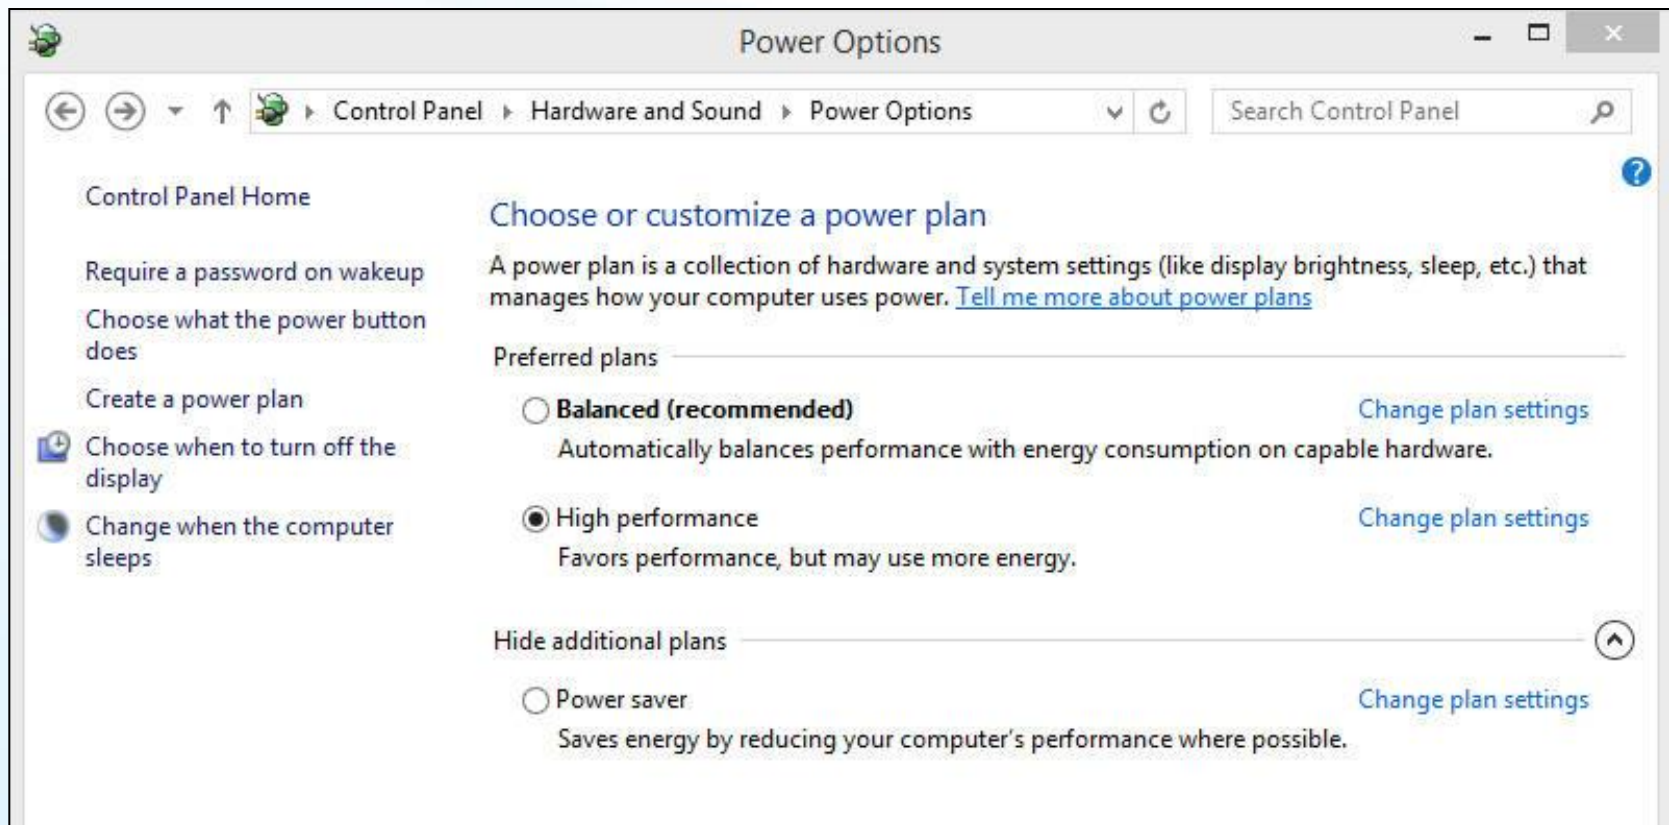 Power Options
Control Panel Hardware and Sound Power Options
Search Control Panel
Control Panel Home
Require a password on wakeup
Choose what the power button
does
Create a power plan
Choose when to turn off the
display
Change when the computer
sleeps
Choose or customize a power plan
A power plan is a collection of hardware and system settings (like display brightness, sleep, etc.) that
manages how your computer uses power. Tell me more about power plans
Preferred plans
Balanced (recommended) Change plan settings
Automatically balances performance with energy consumption on capable hardware.
High performance Change plan settings
Favors performance, but may use more energy.
Hide additional plans
Power saver Change plan settings
Saves energy by reducing your computer's performance where possible.